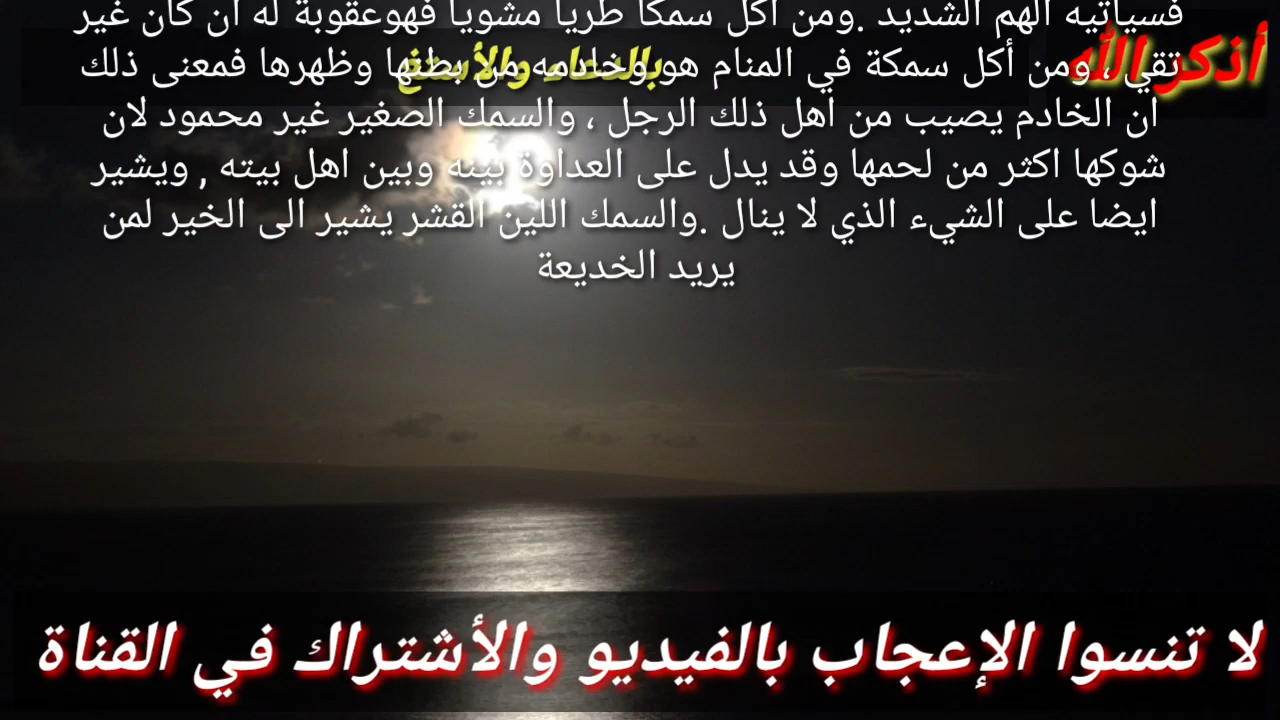 فسيأتيه الهم الشديد .ومن أكل سمكا طريا مشويا فهوعقوبة له ان كان غير
تقي ، ومن أكل سمكة في المنام هو وخادمه من بطنها وظهرها فمعنى ذلك
ان الخادم يصيب من اهل ذلك الرجل ، والسمك الصغير غير محمود لان
شوكها اكثر من لحمها وقد يدل على العداوة بينه وبين اهل بيته , ويشير
ايضا على الشيء الذي لا ينال .والسمك اللين القشر يشير الى الخير لمن
يريد الخديعة
أذكر الله
لا تنسوا الإعجاب بالفيديو والأشتراك في القناة